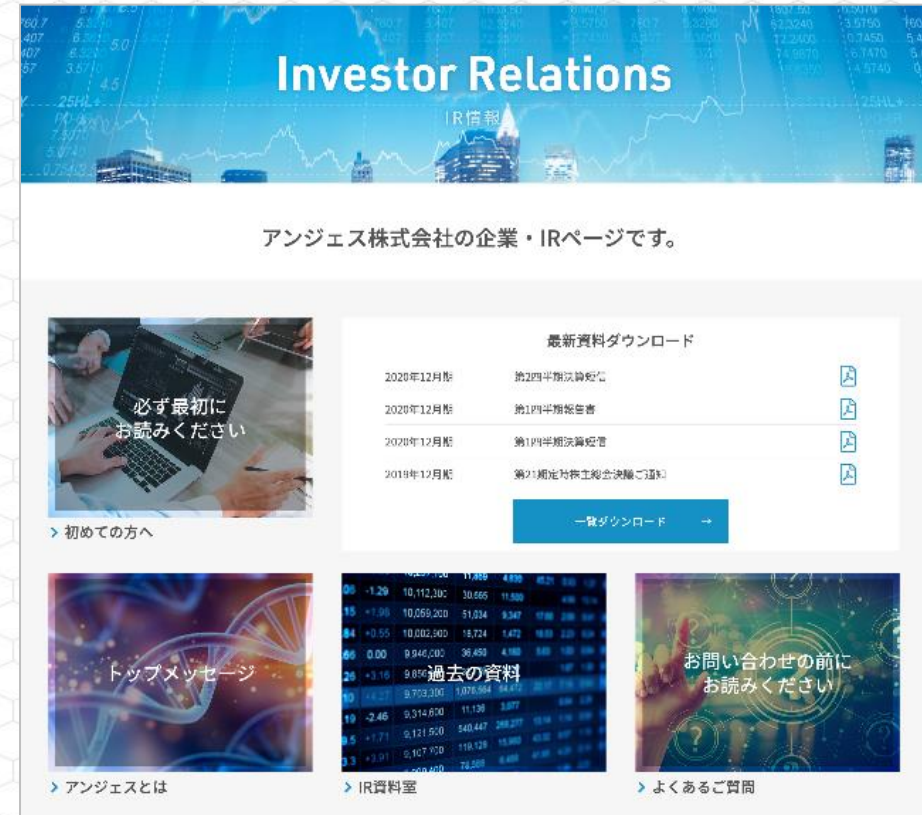 Investor Relations
IR情報
アンジェス株式会社の企業・IRページです。
必ず最初に
お読みください
初めての方へ
最新資料ダウンロード
2020年12月期 第2四半期決算短信
2020年12月期 第1四半期報告書
2020年12月期 第1四半期決算短信
2019年12月期 第21期定時株主総会決議ご通知
一覧ダウンロード →
トップメッセージ
アンジェスとは
過去の資料
IR資料室
お問い合わせの前に
お読みください
よくあるご質問